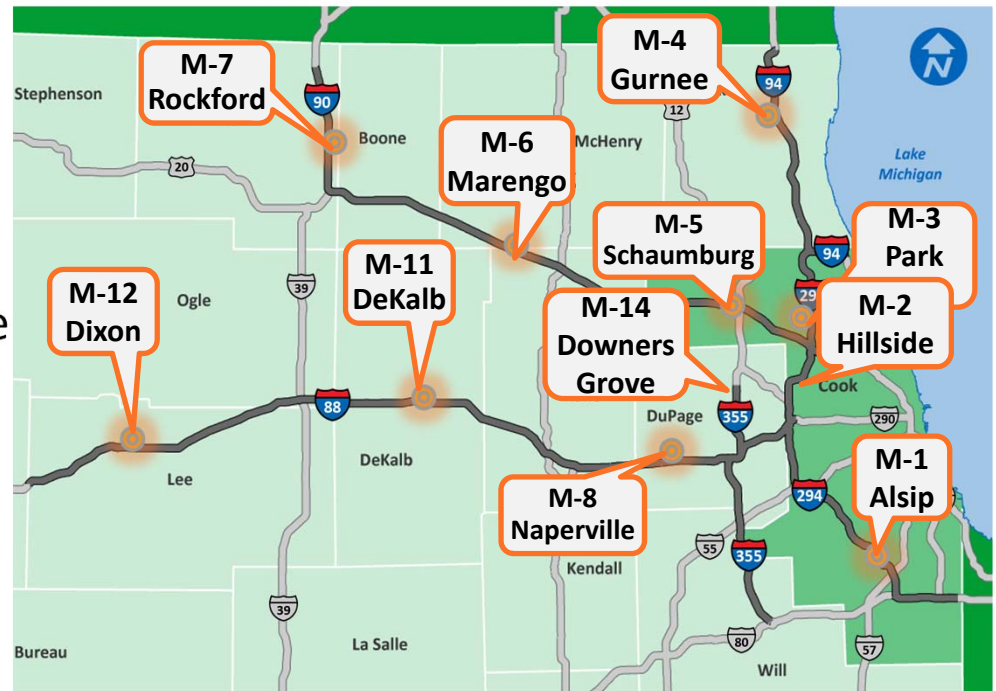 M-4
Gurnee
N
M-7
Rockford
94
Stephenson
90
12
Boone
McHenry
M-6
Marengo
Lake
Michigan
20
M-3
Park
M-5
Schaumburg
94
M-11
DeKalb
29
M-12
Dixon
Ogle
39
M-14
Downers
Grove
M-2
Hillside
e
Cook
88
355
DuPage
290
DeKalb
Lee
M-1
Alsip
M-8
Naperville
294
55
355
Kendall
39
La Salle
80
57
Bureau
Will